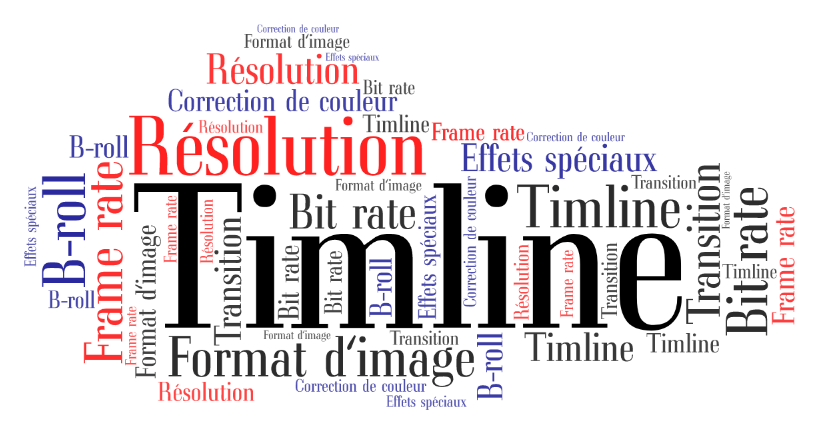 Correction de couleur
Format d'image
Effets spéciaux
Résolution
Bit rate
Correction de couleur
Résolution
Timline
Frame rate
Correction de couleur
B-roll
Résolution
Effets spéciaux
Format d'image
Transition
Effets spéciaux
B-roll
Frame rate
Timline
Frame rate
Résolution
Bit rate
Effets spéciaux
Correction de couleur
Timline
Transition
Format d'image
Bit rate
Frame rate
Format d'image
Transition
Bit rate
Bit rate
B-roll
Résolution
Frame rate
Transition
Timline
B-roll
Frame rate
Format d'image
Format d'image
Transition
B-roll
Timline
Timline
Résolution
Correction de couleur
Effets spéciaux